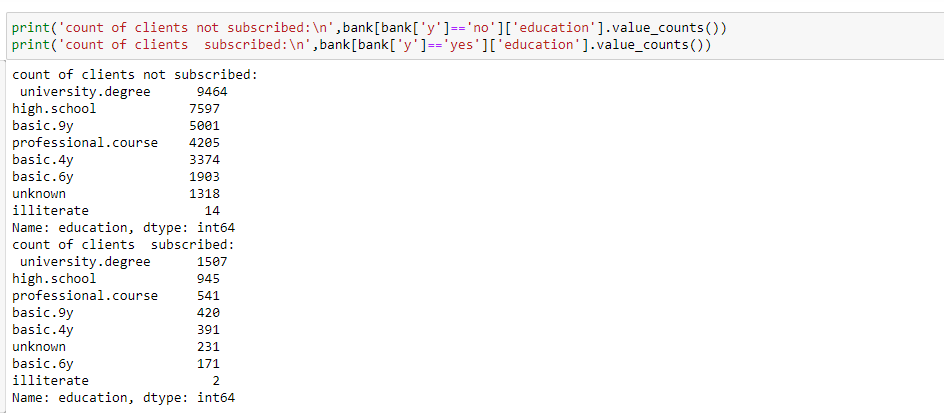 print('count of clients not subscribed:\n',bank[bank['y']=='no']['education'].value_counts())
print('count of clients  subscribed:\n',bank[bank['y']=='yes']['education'].value_counts())
count of clients not subscribed:
 university.degree      9464
high.school            7597
basic.9y               5001
professional.course    4205
basic.4y               3374
basic.6y               1903
unknown                1318
illiterate               14
Name: education, dtype: int64
count of clients  subscribed:
 university.degree      1507
high.school             945
professional.course     541
basic.9y                420
basic.4y                391
unknown                 231
basic.6y                171
illiterate                2
Name: education, dtype: int64